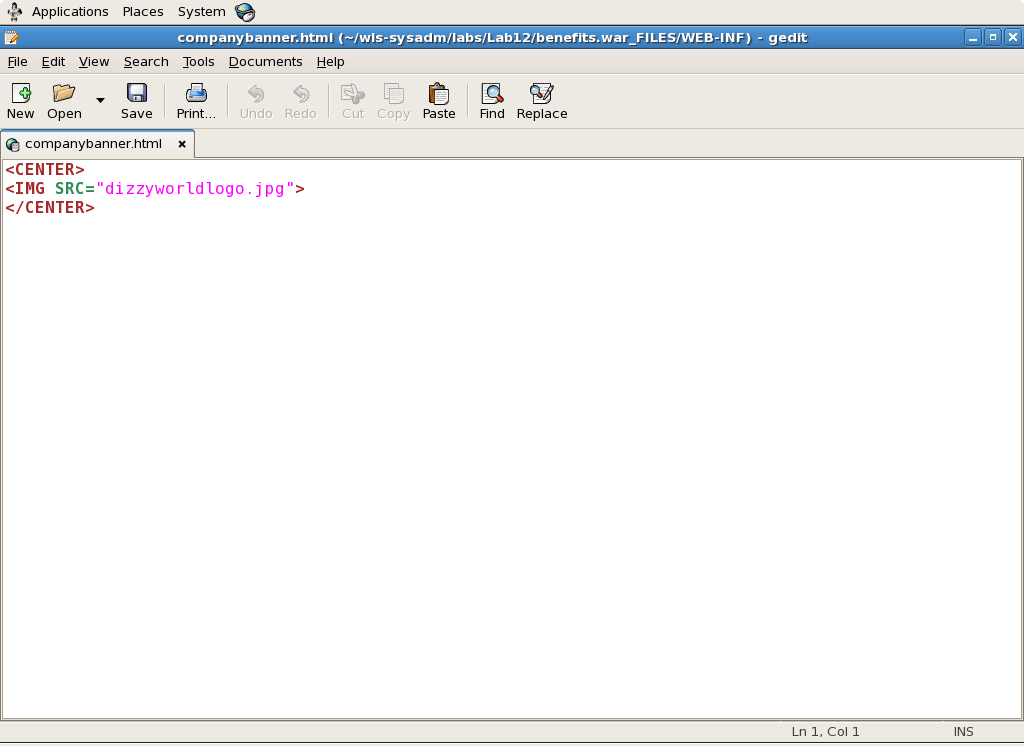 Applications Places System
companybanner.html (~/wls-sysadm/labs/Lab12/benefits.war_FILES/WEB-INF) - gedit
File Edit View Search Tools Documents Help
New Open Save Print... Undo Redo Cut Copy Paste Find Replace
companybanner.html
<CENTER>
<IMG SRC="dizzyworldlogo.jpg">
</CENTER>
Ln 1, Col 1 INS